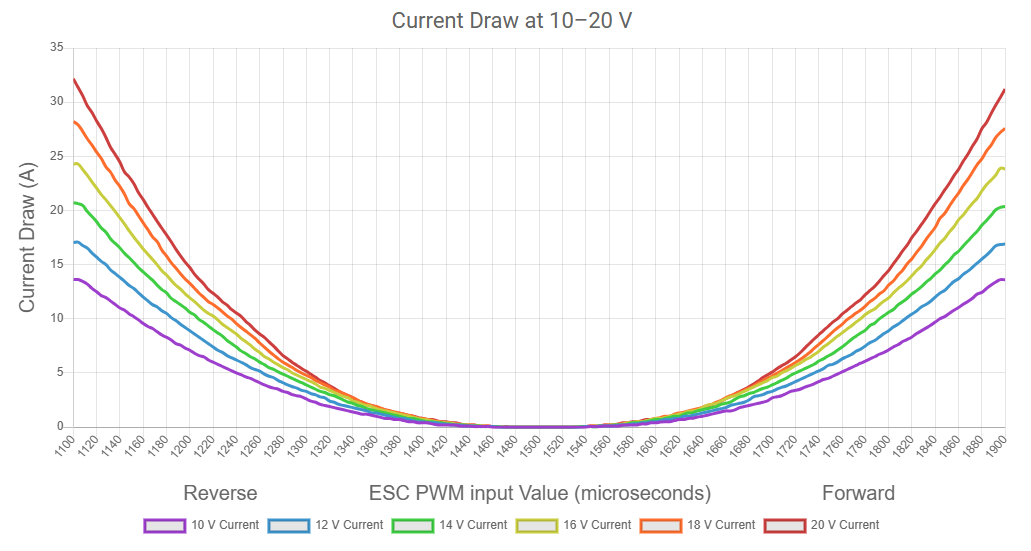 Current Draw at 10–20 V
Current Draw (A)
35
30
25
20
15
10
5
0
1100 1120 1140 1160 1180 1200 1220 1240 1260 1280 1300 1320 1340 1360 1380 1400 1420 1440 1460 1480 1500 1520 1540 1560 1580 1600 1620 1640 1660 1680 1700 1720 1740 1760 1780 1800 1820 1840 1860 1880 1900
Reverse ESC PWM input Value (microseconds) Forward
10 V Current 12 V Current 14 V Current 16 V Current 18 V Current 20 V Current